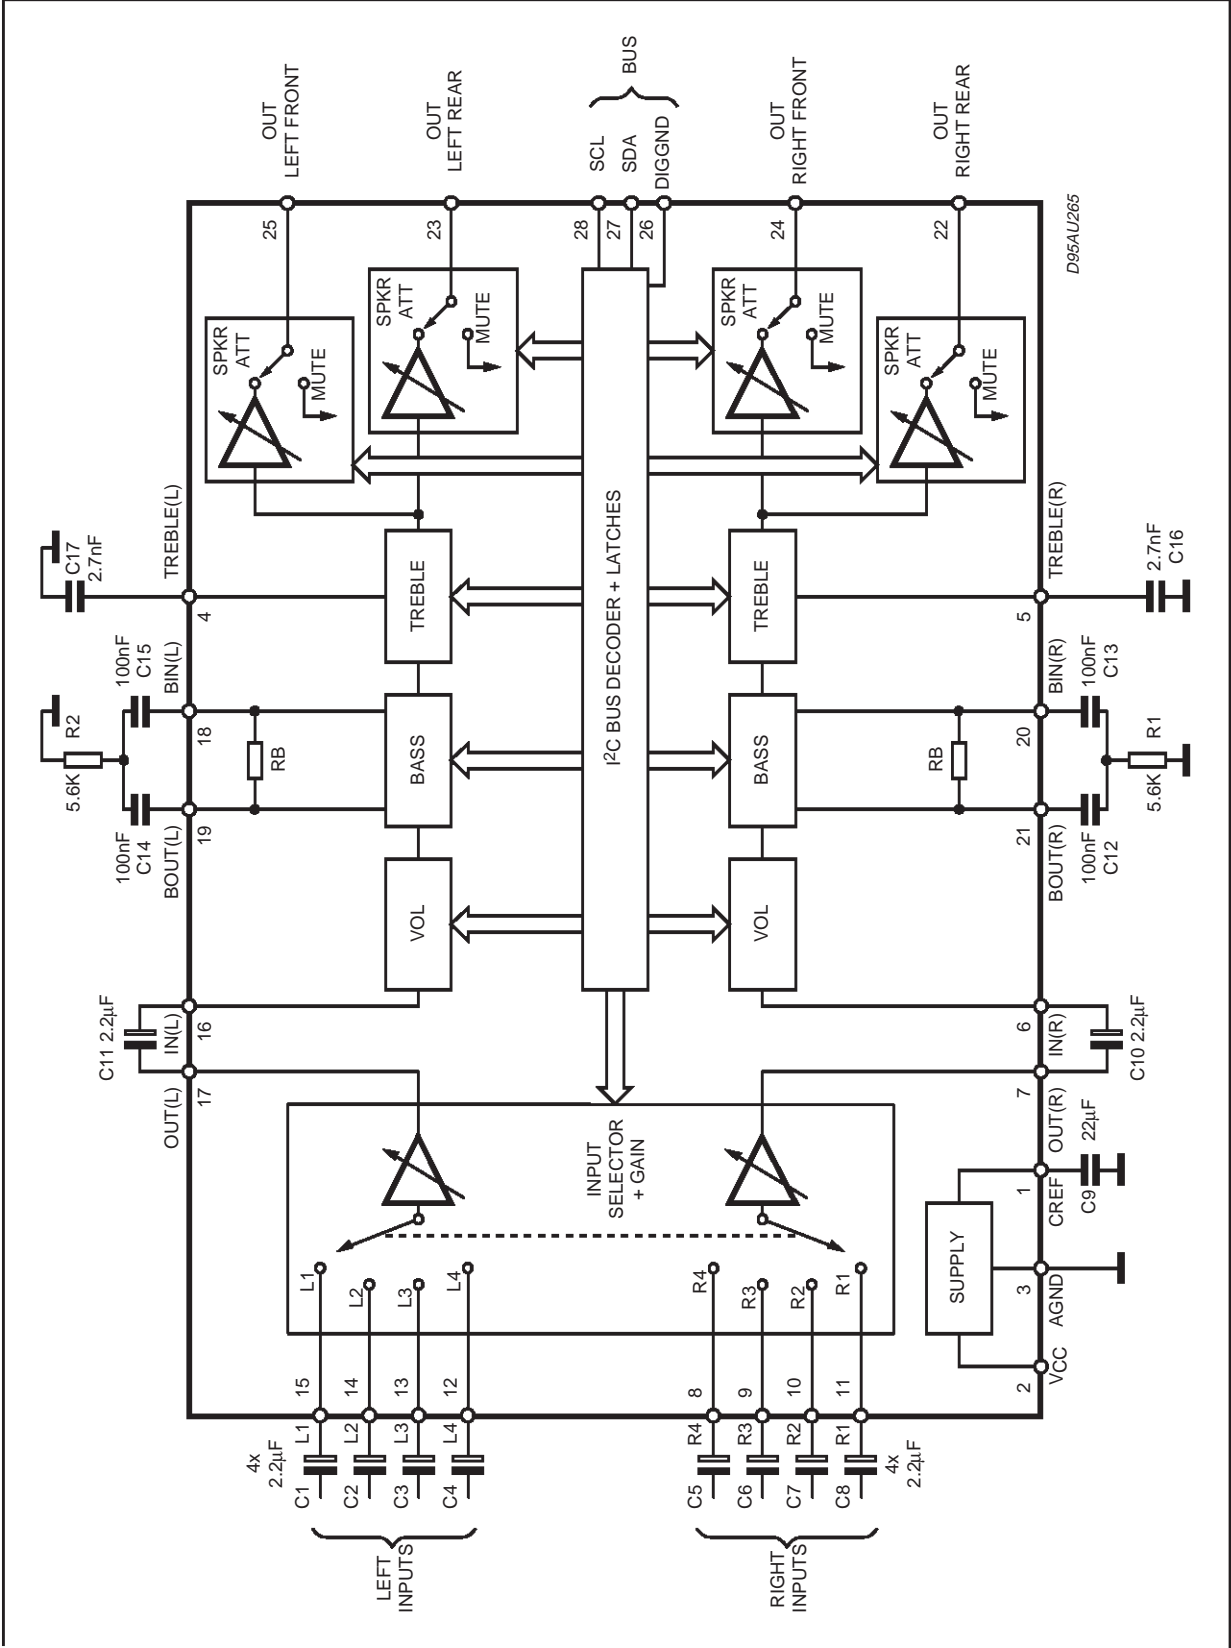 4x
2.2µF
C1
L1
15
L1
C2
L2
14
L2
C3
L3
13
L3
C4
L4
12
L4
LEFT
INPUTS
C5
R4
8
R4
C6
R3
9
R3
C7
R2
10
R2
C8
R1
11
R1
4x
2.2µF
RIGHT
INPUTS
INPUT
SELECTOR
+ GAIN
OUT(L)
17
C11 2.2µF
IN(L)
16
VOL
100nF
C14
BOUT(L)
19
5.6K
R2
100nF
C15
BIN(L)
18
RB
BASS
C17
2.7nF
TREBLE(L)
4
TREBLE
SPKR
ATT
MUTE
25
OUT
LEFT FRONT
SPKR
ATT
MUTE
23
OUT
LEFT REAR
I2C BUS DECODER + LATCHES
28
SCL
27
SDA
26
DIGGND
BUS
SPKR
ATT
MUTE
24
OUT
RIGHT FRONT
SPKR
ATT
MUTE
22
OUT
RIGHT REAR
VOL
BASS
TREBLE
RB
SUPPLY
2
VCC
3
AGND
1
CREF
C9
22µF
7
OUT(R)
6
IN(R)
C10 2.2µF
21
BOUT(R)
100nF
C12
20
BIN(R)
100nF
C13
5.6K
R1
5
TREBLE(R)
2.7nF
C16
D95AU265